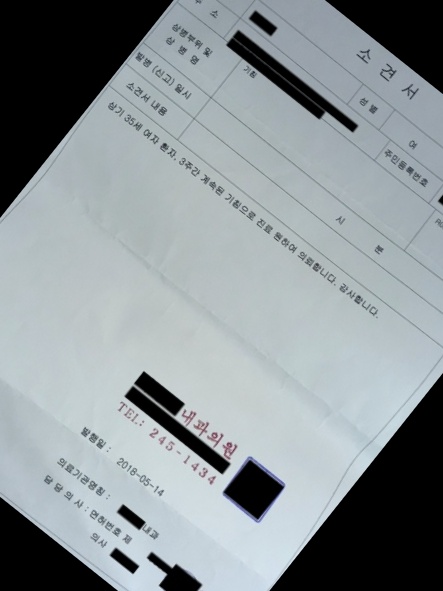 소 견 서
성 별
여
주민등록번호
주 소
상병부위 및
상 병 명
기침
발병 (신고) 일시
시
분
소견서 내용
상기 35세 여자 환자, 3주간 계속된 기침으로 진료 원하여 의뢰합니다. 감사합니다.
내과의원
TEL: 245-1434
발행일 : 2018-05-14
의료기관명칭 : 내과
담 당 의 사 : 면허번호 제
의사